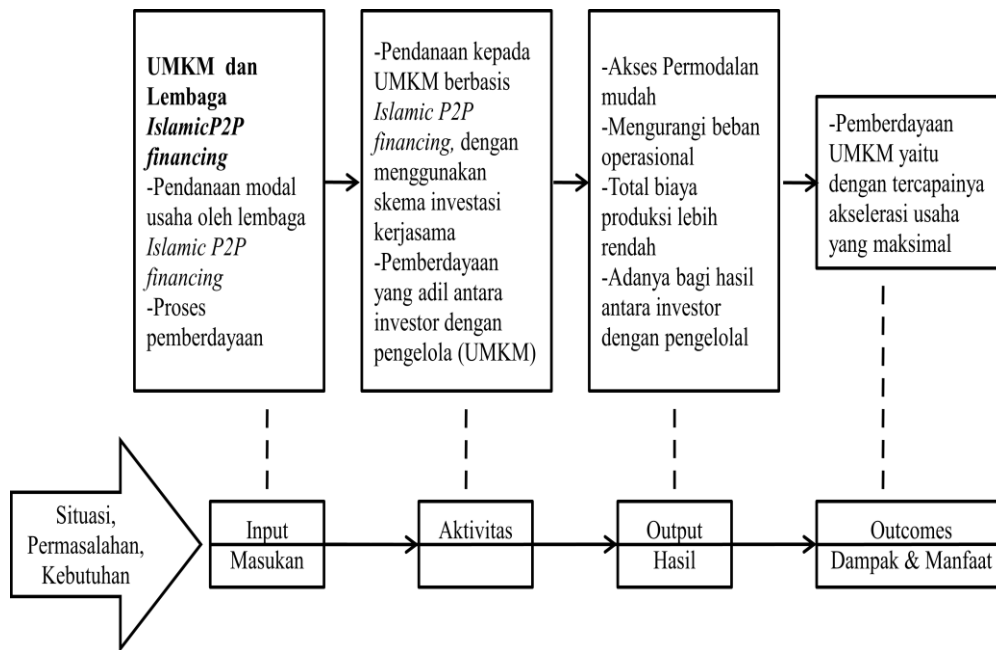 UMKM dan
Lembaga
IslamicP2P
financing
-Pendanaan modal
usaha oleh lembaga
Islamic P2P
financing
-Proses
pemberdayaan
-Pendanaan kepada
UMKM berbasis
Islamic P2P
financing, dengan
menggunakan
skema investasi
kerjasama
-Pemberdayaan
yang adil antara
investor dengan
pengelola (UMKM)
-Akses Permodalan
mudah
-Mengurangi beban
operasional
-Total biaya
produksi lebih
rendah
-Adanya bagi hasil
antara investor
dengan pengelolal
-Pemberdayaan
UMKM yaitu
dengan tercapainya
akselerasi usaha
yang maksimal
Situasi,
Permasalahan,
Kebutuhan
Input
Masukan
Aktivitas
Output
Hasil
Outcomes
Dampak & Manfaat